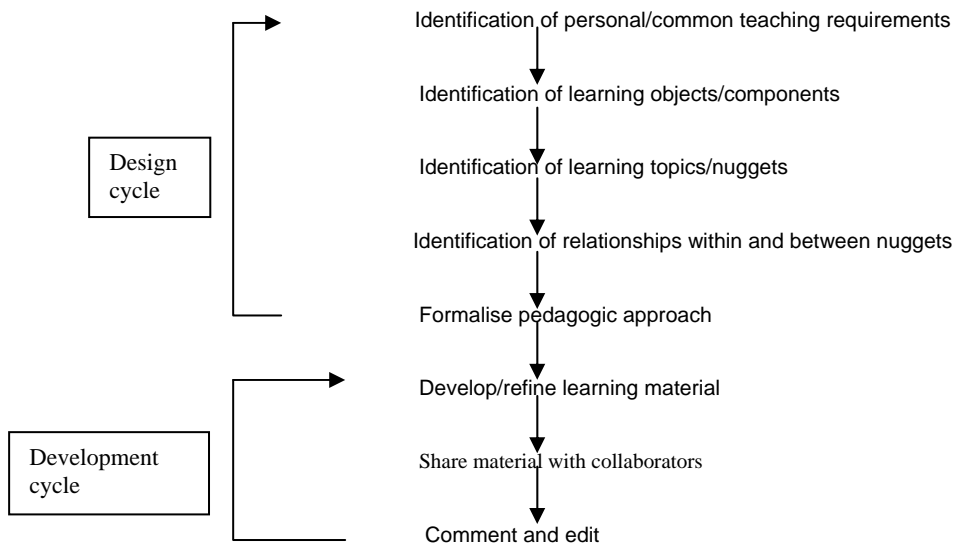 Identification of personal/common teaching requirements
Identification of learning objects/components
Design
cycle
Identification of learning topics/nuggets
Identification of relationships within and between nuggets
Formalise pedagogic approach
Develop/refine learning material
Development
cycle
Share material with collaborators
Comment and edit